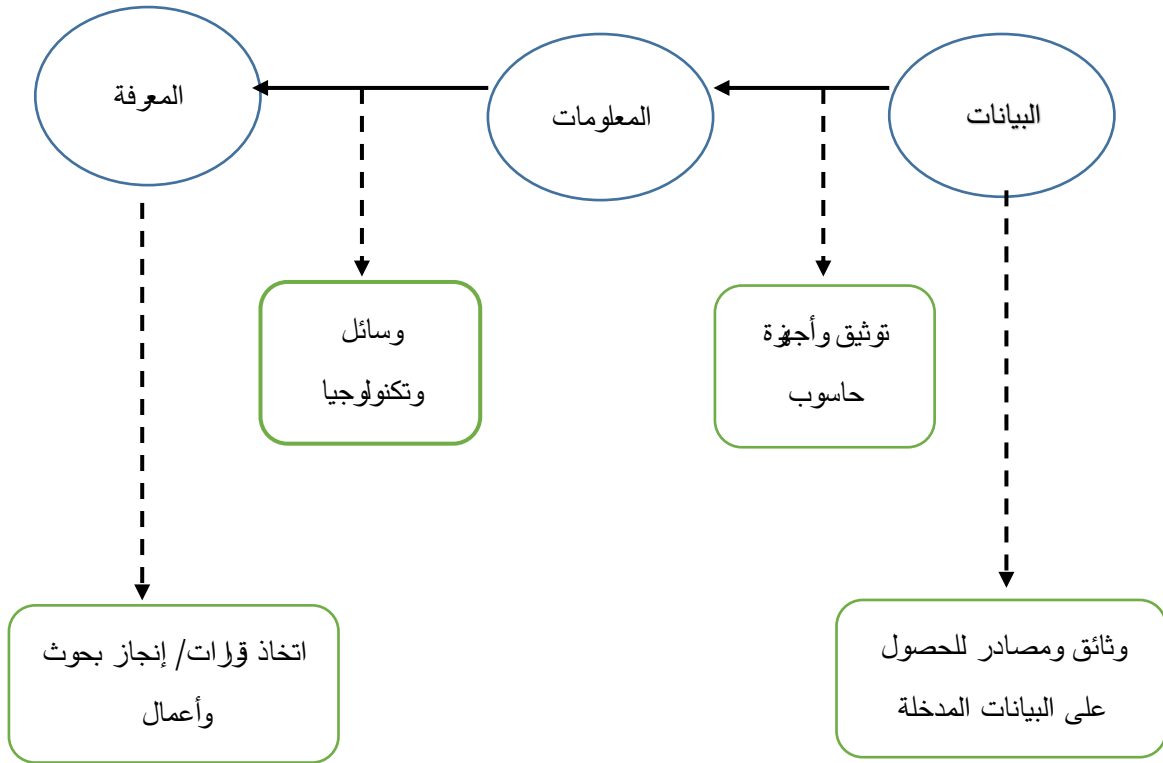 البيانات
المعلومات
المعرفة
توثيق وأجهزة
حاسوب
وسائل
وتكنولوجيا
وثائق ومصادر للحصول
على البيانات المدخلة
اتخاذ قرارات/ إنجاز بحوث
وأعمال